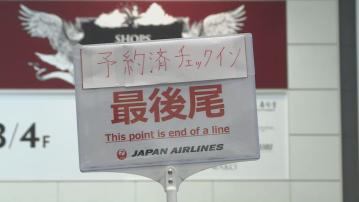 SHOPS
予約済チェックイン
最後尾
This point is end of a line
JAPAN AIRLINES
3/4F